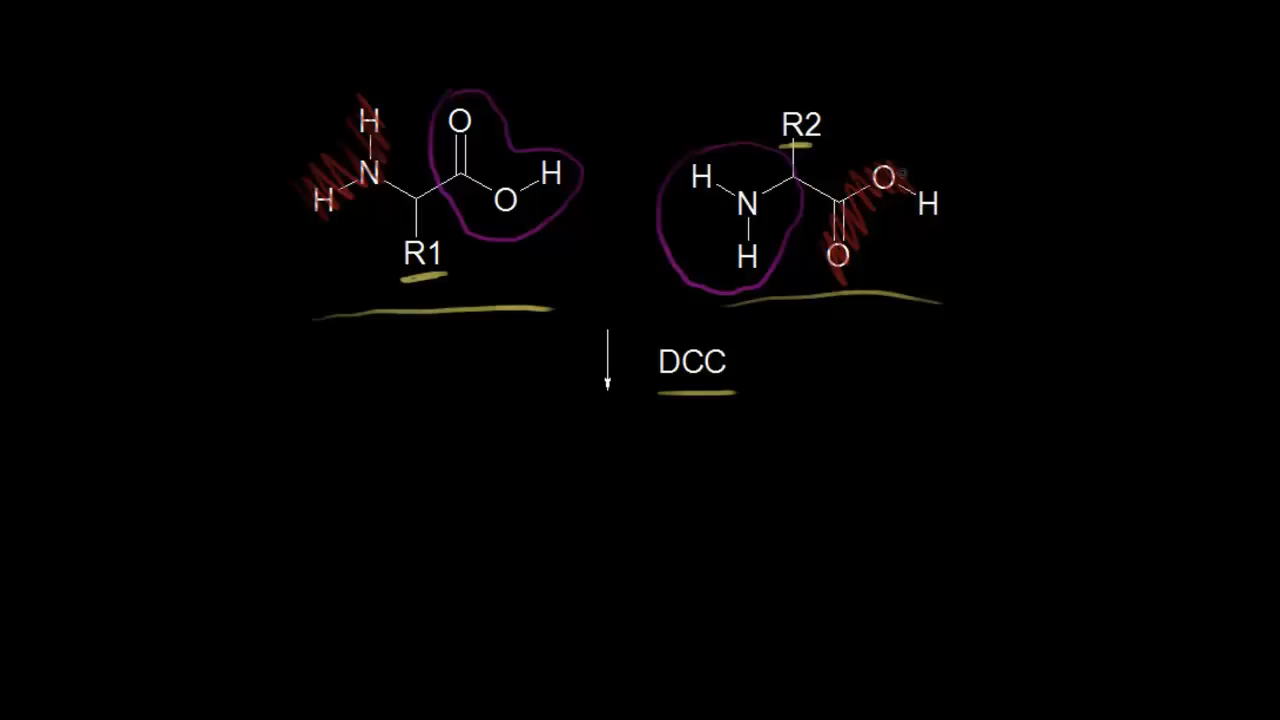 H O
H N O H
R1
R2
H N O H
H O
DCC